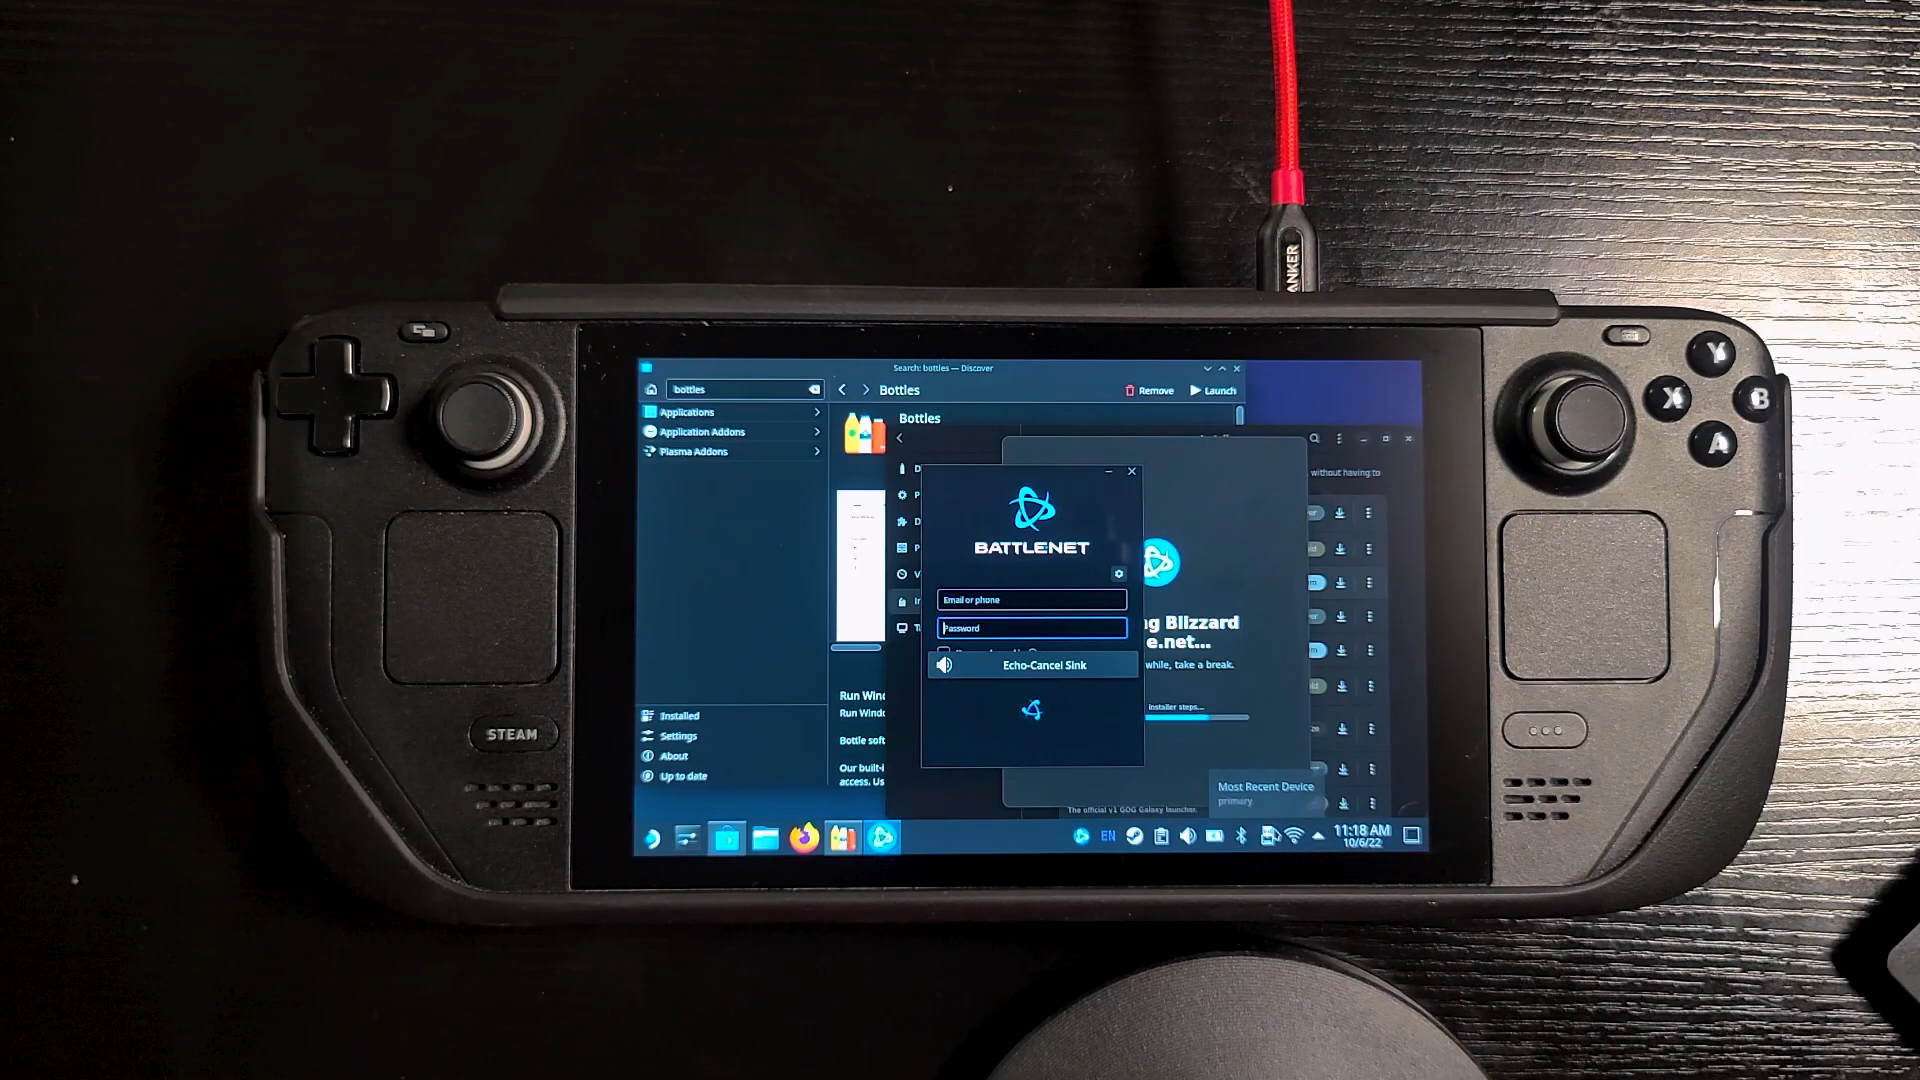 ANKER
Search: bottles — Discover
bottles
Bottles
Remove
Launch
Applications
Application Addons
Plasma Addons
Bottles
without having to
BATTLE.NET
Email or phone
Password
Echo-Cancel Sink
ng Blizzard
e.net...
while, take a break.
installer steps...
Run Wind
Run Windo
Bottle soft
Our built-i
access. Us
Installed
Settings
About
Up to date
Most Recent Device
primary
The official v1 GOG Galaxy launcher.
EN
11:18 AM
10/6/22
STEAM
Y
X
B
A